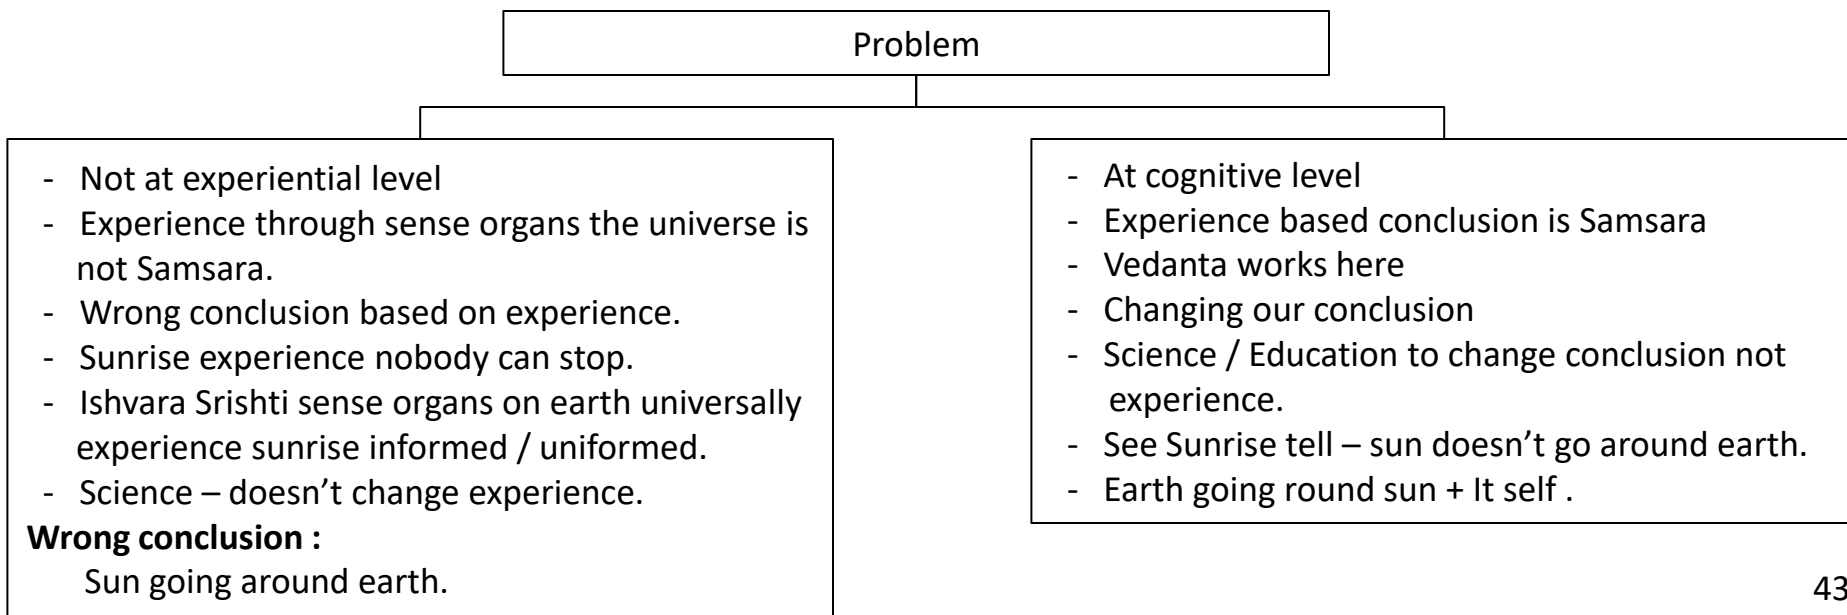 Problem
- Not at experiential level
- Experience through sense organs the universe is
not Samsara.
- Wrong conclusion based on experience.
- Sunrise experience nobody can stop.
- Ishvara Srishti sense organs on earth universally
experience sunrise informed / uniformed.
- Science – doesn’t change experience.
Wrong conclusion :
Sun going around earth.
- At cognitive level
- Experience based conclusion is Samsara
- Vedanta works here
- Changing our conclusion
- Science / Education to change conclusion not
experience.
- See Sunrise tell – sun doesn’t go around earth.
- Earth going round sun + It self .
43